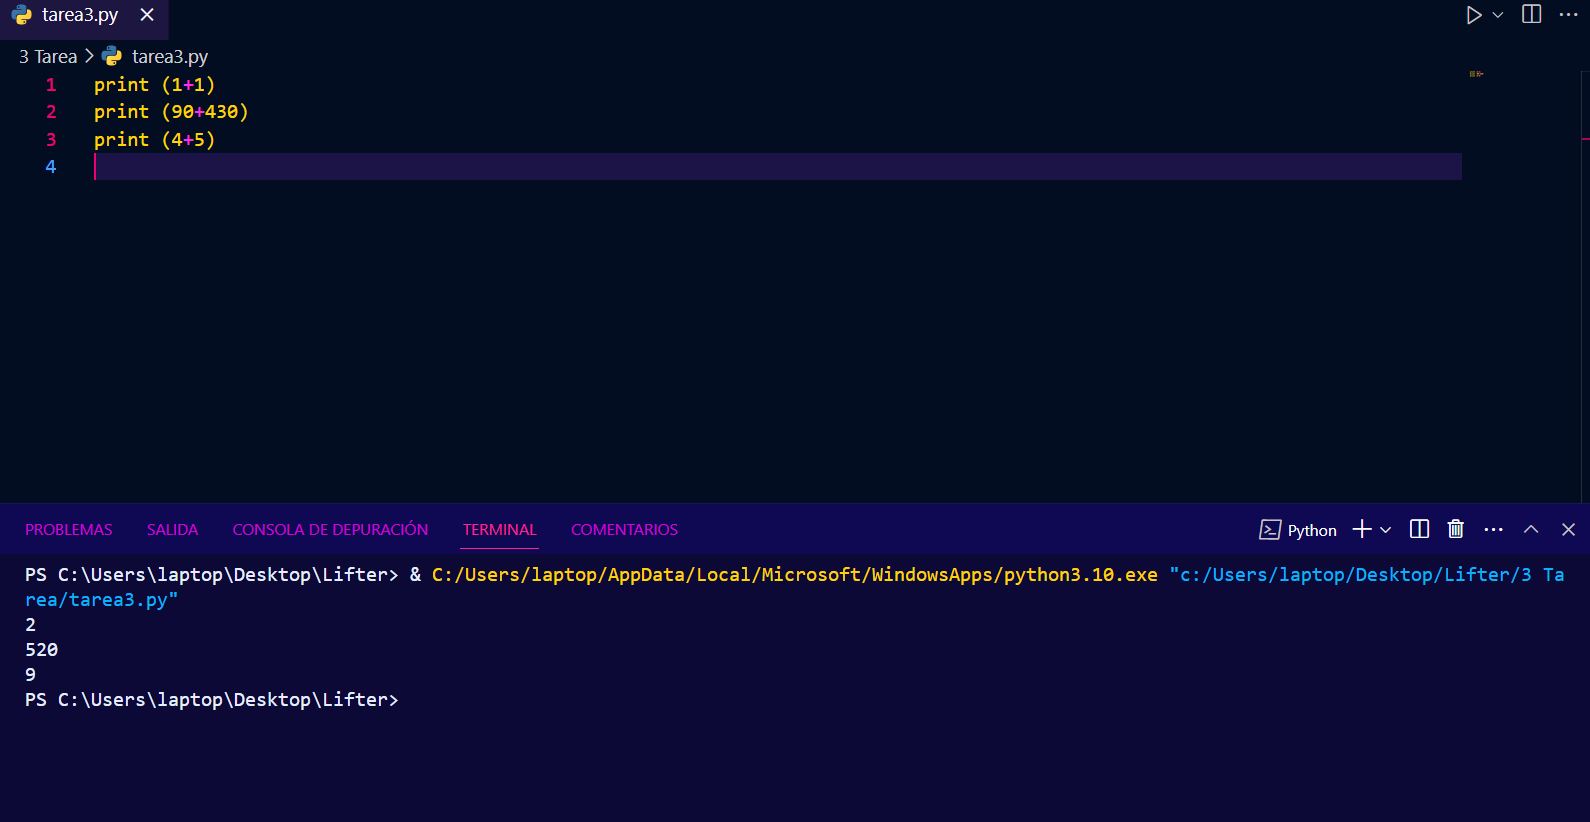 tarea3.py
3 Tarea > tarea3.py
1 print (1+1)
2 print (90+430)
3 print (4+5)
4
PROBLEMAS SALIDA CONSOLA DE DEPURACIÓN TERMINAL COMENTARIOS Python
PS C:\Users\laptop\Desktop\Lifter> & C:/Users/laptop/AppData/Local/Microsoft/WindowsApps/python3.10.exe "c:/Users/laptop/Desktop/Lifter/3 Ta
rea/tarea3.py"
2
520
9
PS C:\Users\laptop\Desktop\Lifter>